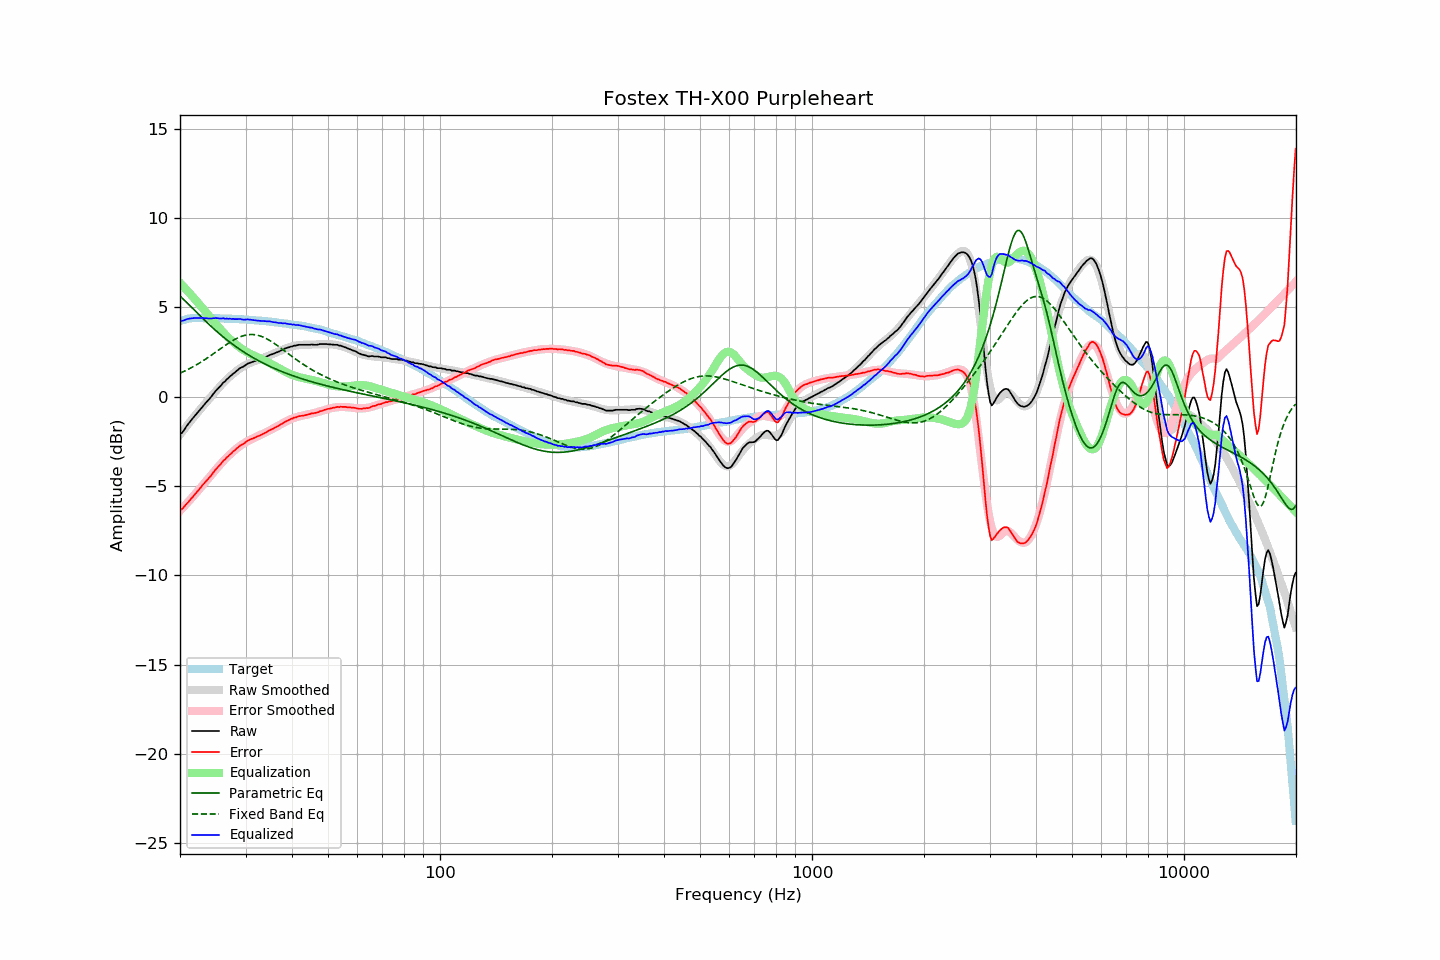 Fostex TH-X00 Purpleheart
15
10
5
0
−5
−10
−15
−20
−25
Amplitude (dBr)
Target
Raw Smoothed
Error Smoothed
Raw
Error
Equalization
Parametric Eq
Fixed Band Eq
Equalized
100
1000
10000
Frequency (Hz)